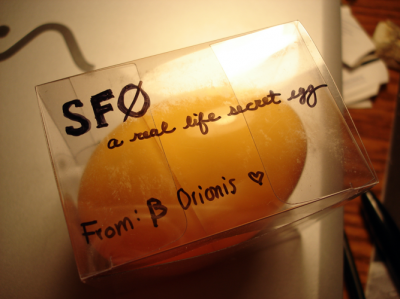 SFØ
a real life secret egg
From: β Orionis ♥